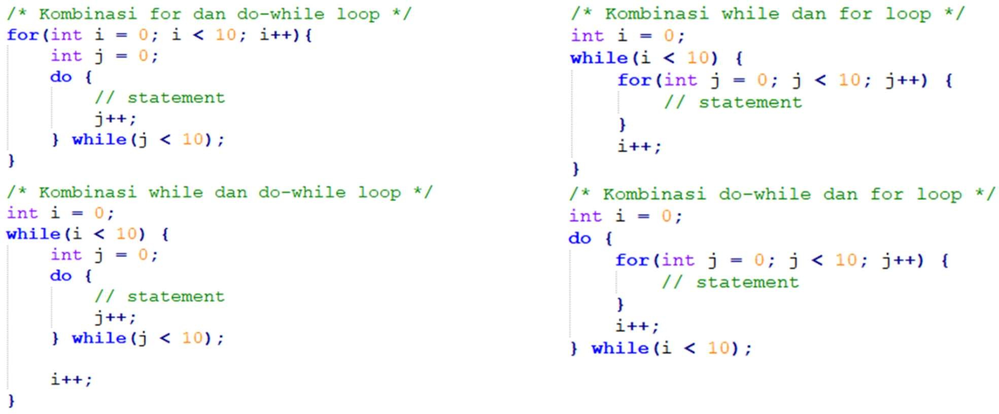 /* Kombinasi for dan do-while loop */
for(int i = 0; i < 10; i++){
    int j = 0;
    do {
        // statement
        j++;
    } while(j < 10);
}
/* Kombinasi while dan do-while loop */
int i = 0;
while(i < 10) {
    int j = 0;
    do {
        // statement
        j++;
    } while(j < 10);

    i++;
}
/* Kombinasi while dan for loop */
int i = 0;
while(i < 10) {
    for(int j = 0; j < 10; j++) {
        // statement
    }
    i++;
}
/* Kombinasi do-while dan for loop */
int i = 0;
do {
    for(int j = 0; j < 10; j++) {
        // statement
    }
    i++;
} while(i < 10);